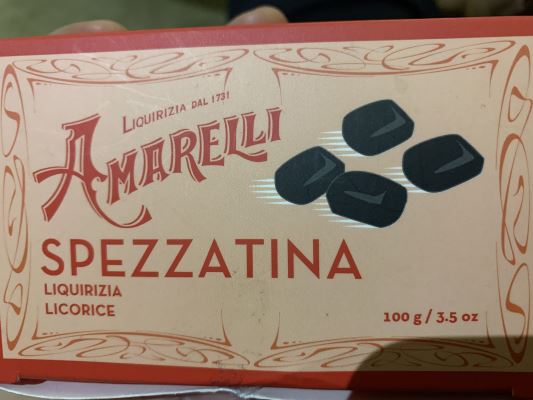 LIQUIRIZIA DAL 1731
AMARELLI
SPEZZATINA
LIQUIRIZIA
LICORICE
100 g / 3.5 oz